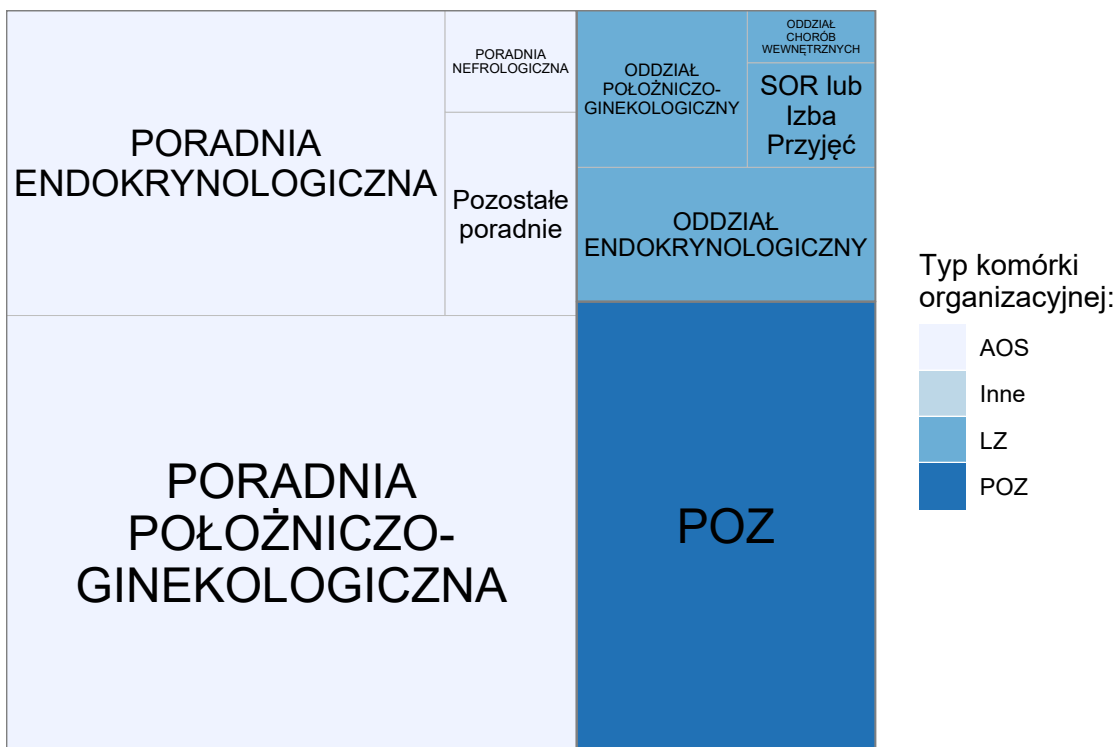 PORADNIA
ENDOKRYNOLOGICZNA
PORADNIA
NEFROLOGICZNA
Pozostałe
poradnie
PORADNIA
POŁOŻNICZO-
GINEKOLOGICZNA
ODDZIAŁ
POŁOŻNICZO-
GINEKOLOGICZNY
ODDZIAŁ
CHORÓB
WEWNĘTRZNYCH
SOR lub
Izba
Przyjęć
ODDZIAŁ
ENDOKRYNOLOGICZNY
POZ
Typ komórki
organizacyjnej:
AOS
Inne
LZ
POZ